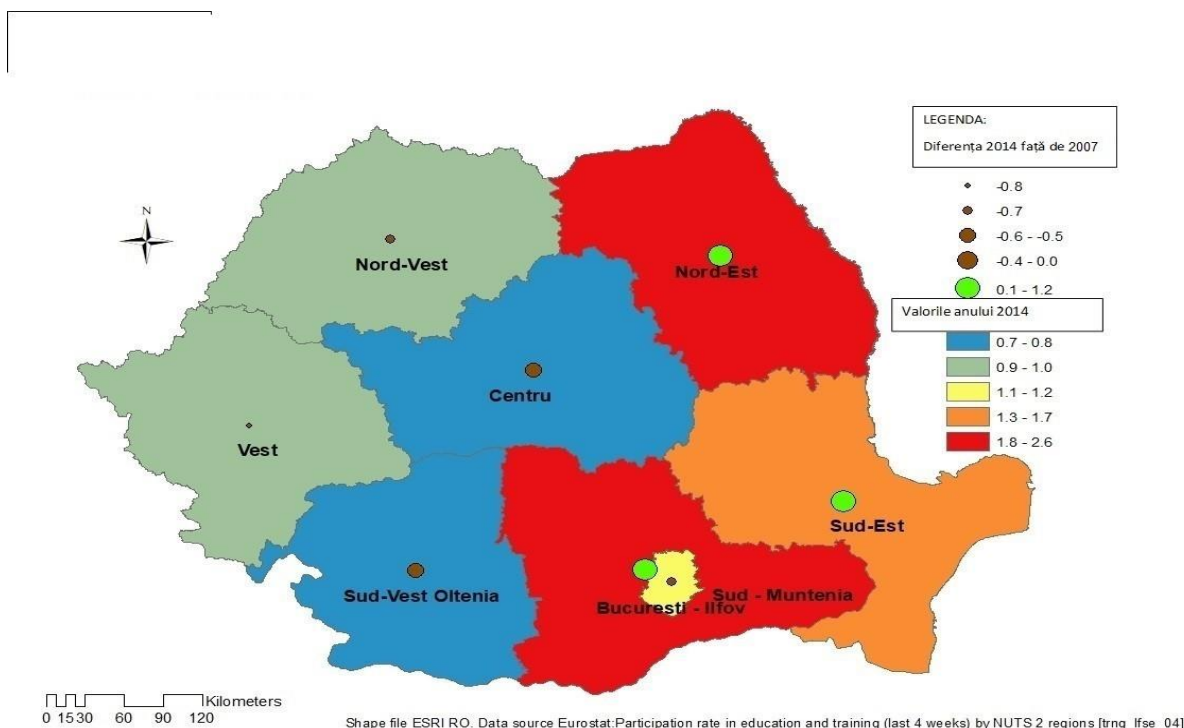 LEGENDA:
Diferența 2014 față de 2007
-0.8
-0.7
-0.6 - -0.5
-0.4 - 0.0
0.1 - 1.2
Valorile anului 2014
0.7 - 0.8
0.9 - 1.0
1.1 - 1.2
1.3 - 1.7
1.8 - 2.6
N
Nord-Vest
Nord-Est
Centru
Vest
Sud-Est
Sud-Vest Oltenia
Sud - Muntenia
Bucuresti - Ilfov
Kilometers
0 15 30 60 90 120
Shape file ESRI RO. Data source Eurostat:Participation rate in education and training (last 4 weeks) by NUTS 2 regions [trng_lfse_04]